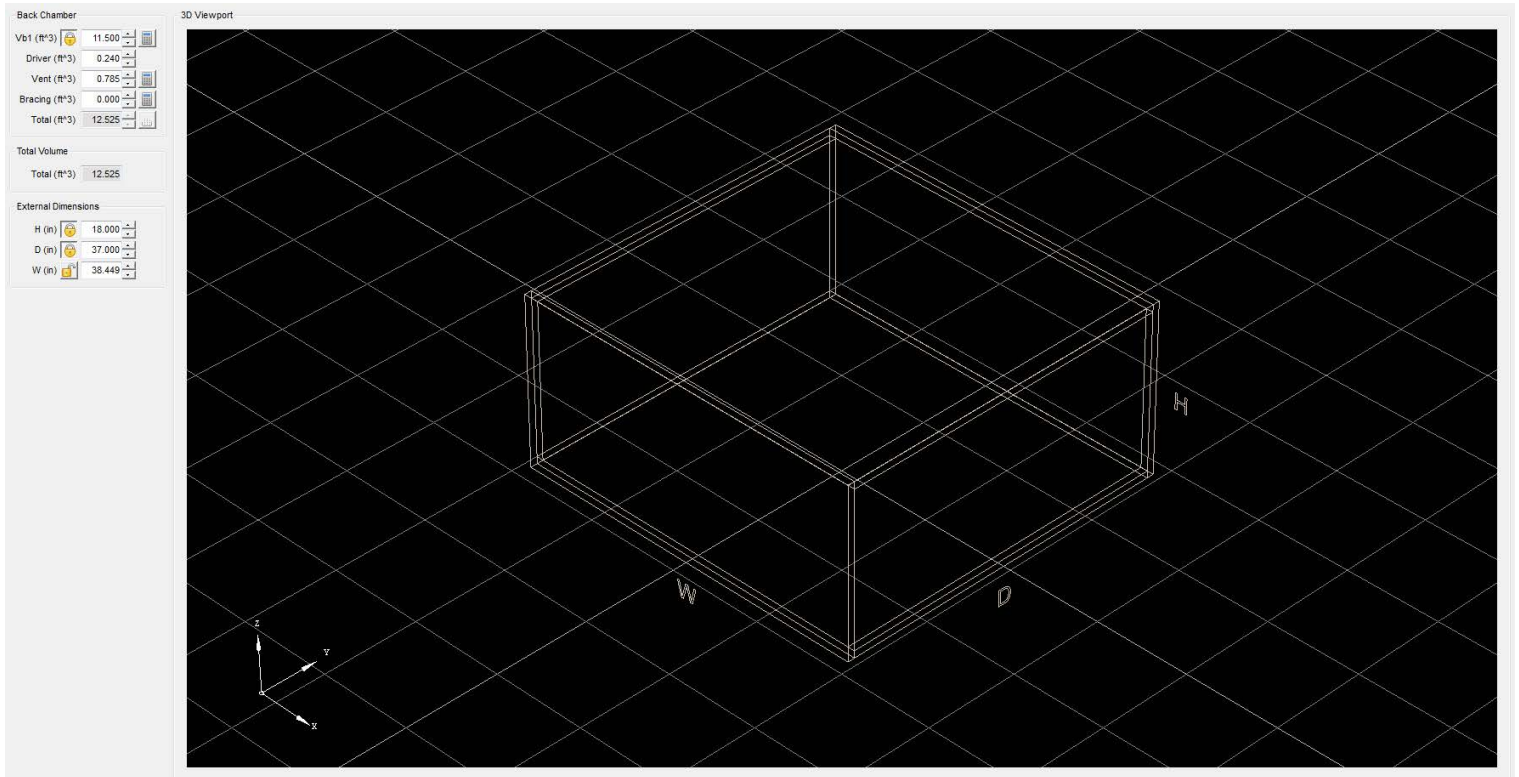 Back Chamber
Vb1 (ft^3) 11.500
Driver (ft^3) 0.240
Vent (ft^3) 0.785
Bracing (ft^3) 0.000
Total (ft^3) 12.525
Total Volume
Total (ft^3) 12.525
External Dimensions
H (in) 18.000
D (in) 37.000
W (in) 38.449
3D Viewport
H
W
D
Z
Y
X